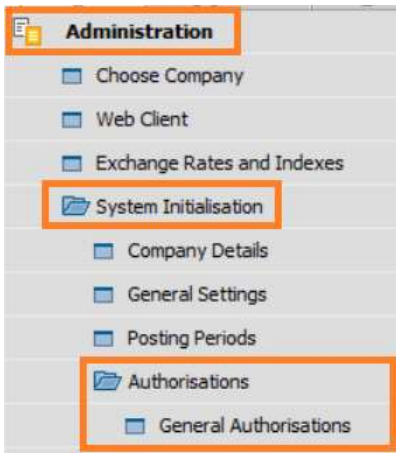 Administration
Choose Company
Web Client
Exchange Rates and Indexes
System Initialisation
Company Details
General Settings
Posting Periods
Authorisations
General Authorisations